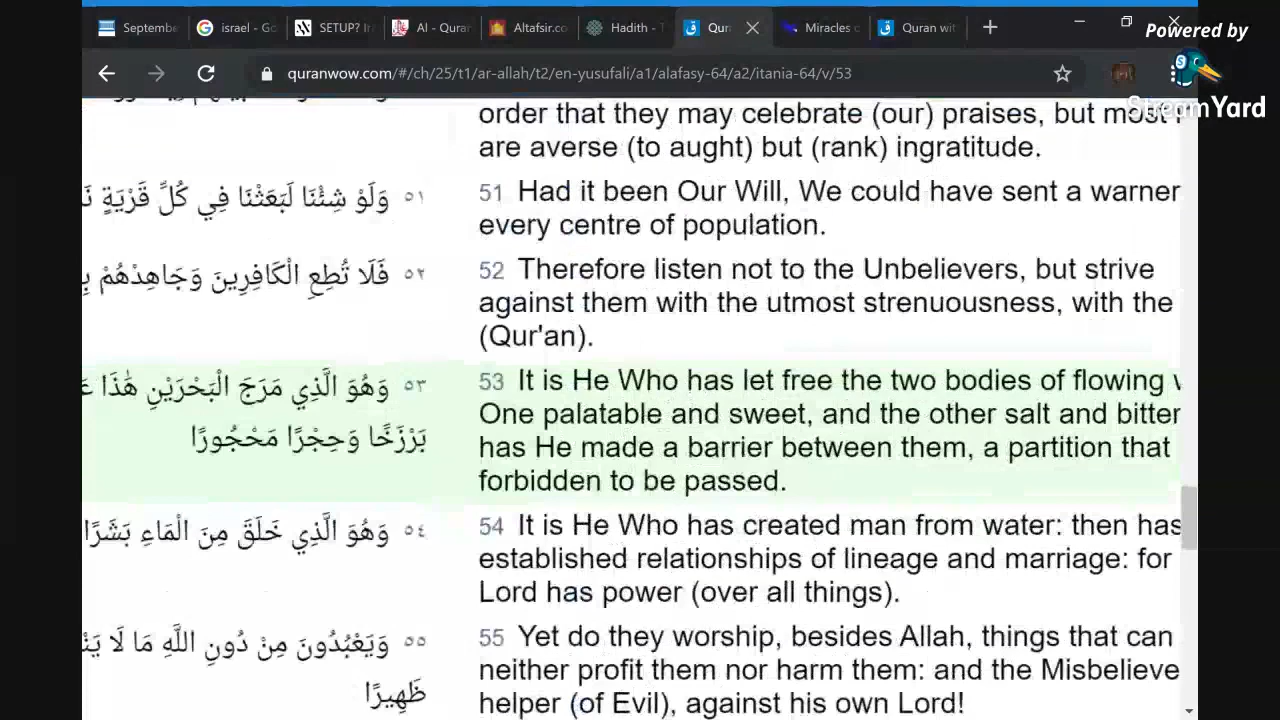 Septembe
israel - Go
SETUP? Ir
Al - Quran
Altafsir.co
Hadith - T
Qur
Miracles o
Quran wit
Powered by
quranwow.com/#/ch/25/t1/ar-allah/t2/en-yusufali/a1/alafasy-64/a2/itania-64/v/53
StreamYard
order that they may celebrate (our) praises, but most
are averse (to aught) but (rank) ingratitude.
٥١ وَلَوْ شِئْنَا لَبَعَثْنَا فِي كُلِّ قَرْيَةٍ
51 Had it been Our Will, We could have sent a warner
every centre of population.
٥٢ فَلَا تُطِعِ الْكَافِرِينَ وَجَاهِدْهُمْ
52 Therefore listen not to the Unbelievers, but strive
against them with the utmost strenuousness, with the
(Qur'an).
٥٣ وَهُوَ الَّذِي مَرَجَ الْبَحْرَيْنِ هَٰذَا
بَرْزَخًا وَحِجْرًا مَحْجُورًا
53 It is He Who has let free the two bodies of flowing
One palatable and sweet, and the other salt and bitter
has He made a barrier between them, a partition that
forbidden to be passed.
٥٤ وَهُوَ الَّذِي خَلَقَ مِنَ الْمَاءِ بَشَرًا
54 It is He Who has created man from water: then has
established relationships of lineage and marriage: for
Lord has power (over all things).
٥٥ وَيَعْبُدُونَ مِنْ دُونِ اللَّهِ مَا لَا
ظَهِيرًا
55 Yet do they worship, besides Allah, things that can
neither profit them nor harm them: and the Misbelieve
helper (of Evil), against his own Lord!